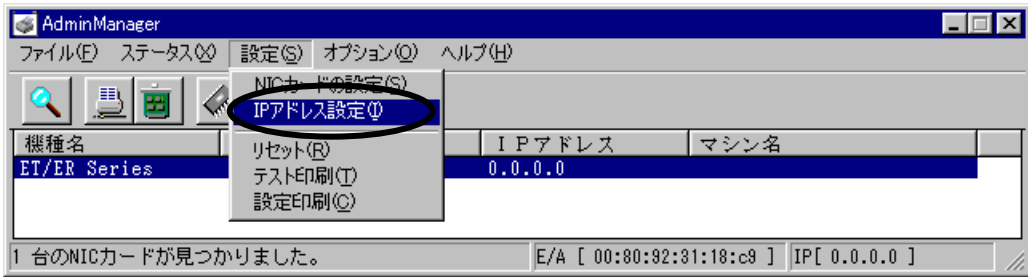 AdminManager
ファイル(F) ステータス(X) 設定(S) オプション(O) ヘルプ(H)
NICカードの設定(S)
IPアドレス設定(I)
リセット(R)
テスト印刷(T)
設定印刷(C)
機種名 IPアドレス マシン名
ET/ER Series 0.0.0.0
1 台のNICカードが見つかりました。 E/A [ 00:80:92:31:18:c9 ] IP[ 0.0.0.0 ]